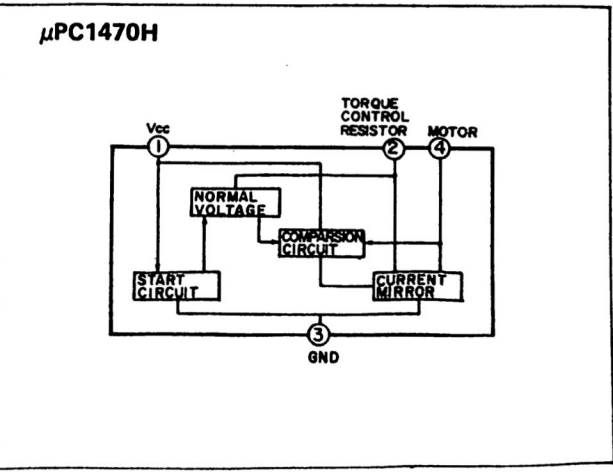 μPC1470H
TORQUE
CONTROL
RESISTOR
Vcc
MOTOR
1
2
4
NORMAL
VOLTAGE
COMPARSION
CIRCUIT
START
CIRCUIT
CURRENT
MIRROR
3
GND